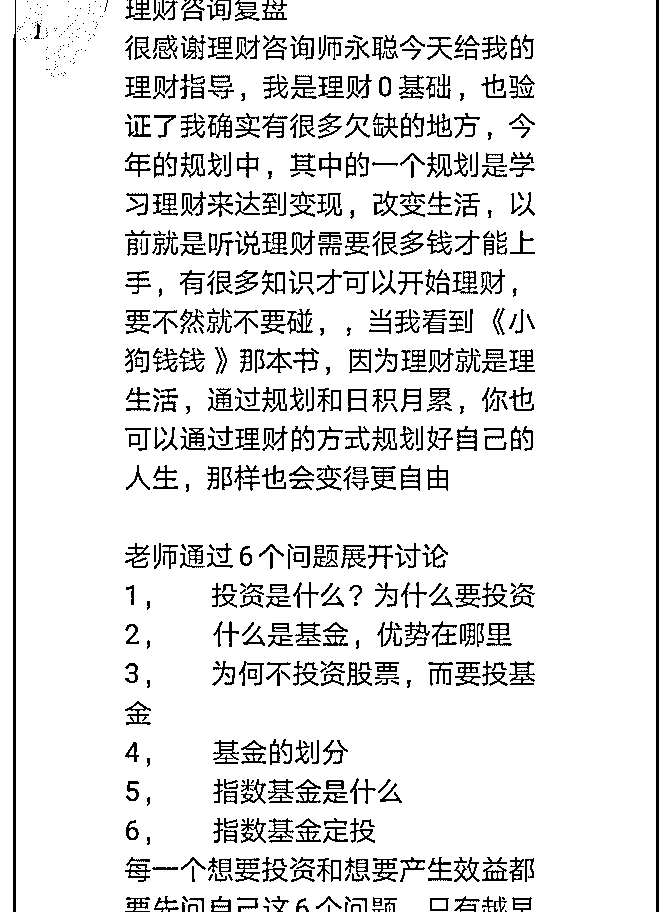 理财咨询复盘
很感谢理财咨询师永聪今天给我的
理财指导，我是理财0基础，也验
证了我确实有很多欠缺的地方，今
年的规划中，其中的一个规划是学
习理财来达到变现，改变生活，以
前就是听说理财需要很多钱才能上
手，有很多知识才可以开始理财，
要不然就不要碰，，当我看到《小
狗钱钱 》那本书，因为理财就是理
生活，通过规划和日积月累，你也
可以通过理财的方式规划好自己的
人生，那样也会变得更自由
老师通过6个问题展开讨论
1， 投资是什么？为什么要投资
2， 什么是基金，优势在哪里
3， 为何不投资股票，而要投基
金
4， 基金的划分
5， 指数基金是什么
6， 指数基金定投
每一个想要投资和想要产生效益都
要先问自己这6个问题，只有越早